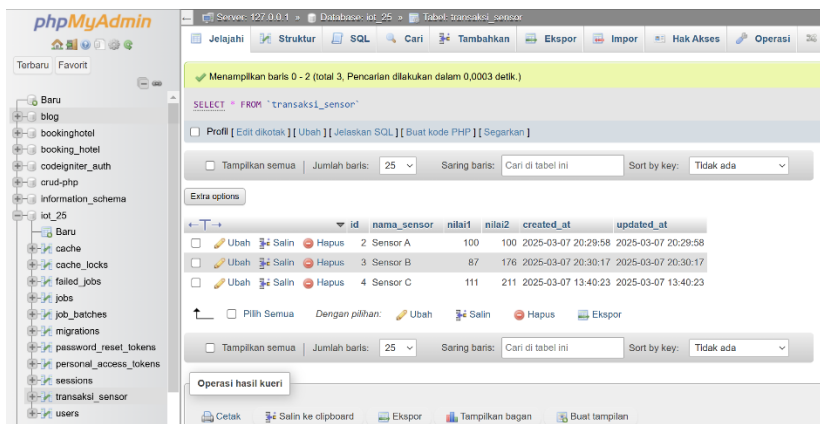 phpMyAdmin
Terbaru Favorit
Baru
blog
bookinghotel
booking_hotel
codeigniter_auth
crud-php
information_schema
iot_25
Baru
cache
cache_locks
failed_jobs
jobs
job_batches
migrations
password_reset_tokens
personal_access_tokens
sessions
transaksi_sensor
users
Server: 127.0.0.1 » Database: iot_25 » Tabel: transaksi_sensor
Jelajahi Struktur SQL Cari Tambahkan Ekspor Impor Hak Akses Operasi
Menampilkan baris 0 - 2 (total 3, Pencarian dilakukan dalam 0,0003 detik.)
SELECT * FROM `transaksi_sensor`
Profil [ Edit dikotak ] [ Ubah ] [ Jelaskan SQL ] [ Buat kode PHP ] [ Segarkan ]
Tampilkan semua | Jumlah baris: 25 Saring baris: Cari di tabel ini Sort by key: Tidak ada
Extra options
←T→ id nama_sensor nilai1 nilai2 created_at updated_at
Ubah Salin Hapus 2 Sensor A 100 100 2025-03-07 20:29:58 2025-03-07 20:29:58
Ubah Salin Hapus 3 Sensor B 87 176 2025-03-07 20:30:17 2025-03-07 20:30:17
Ubah Salin Hapus 4 Sensor C 111 211 2025-03-07 13:40:23 2025-03-07 13:40:23
Pilih Semua Dengan pilihan: Ubah Salin Hapus Ekspor
Tampilkan semua | Jumlah baris: 25 Saring baris: Cari di tabel ini Sort by key: Tidak ada
Operasi hasil kueri
Cetak Salin ke clipboard Ekspor Tampilkan bagan Buat tampilan